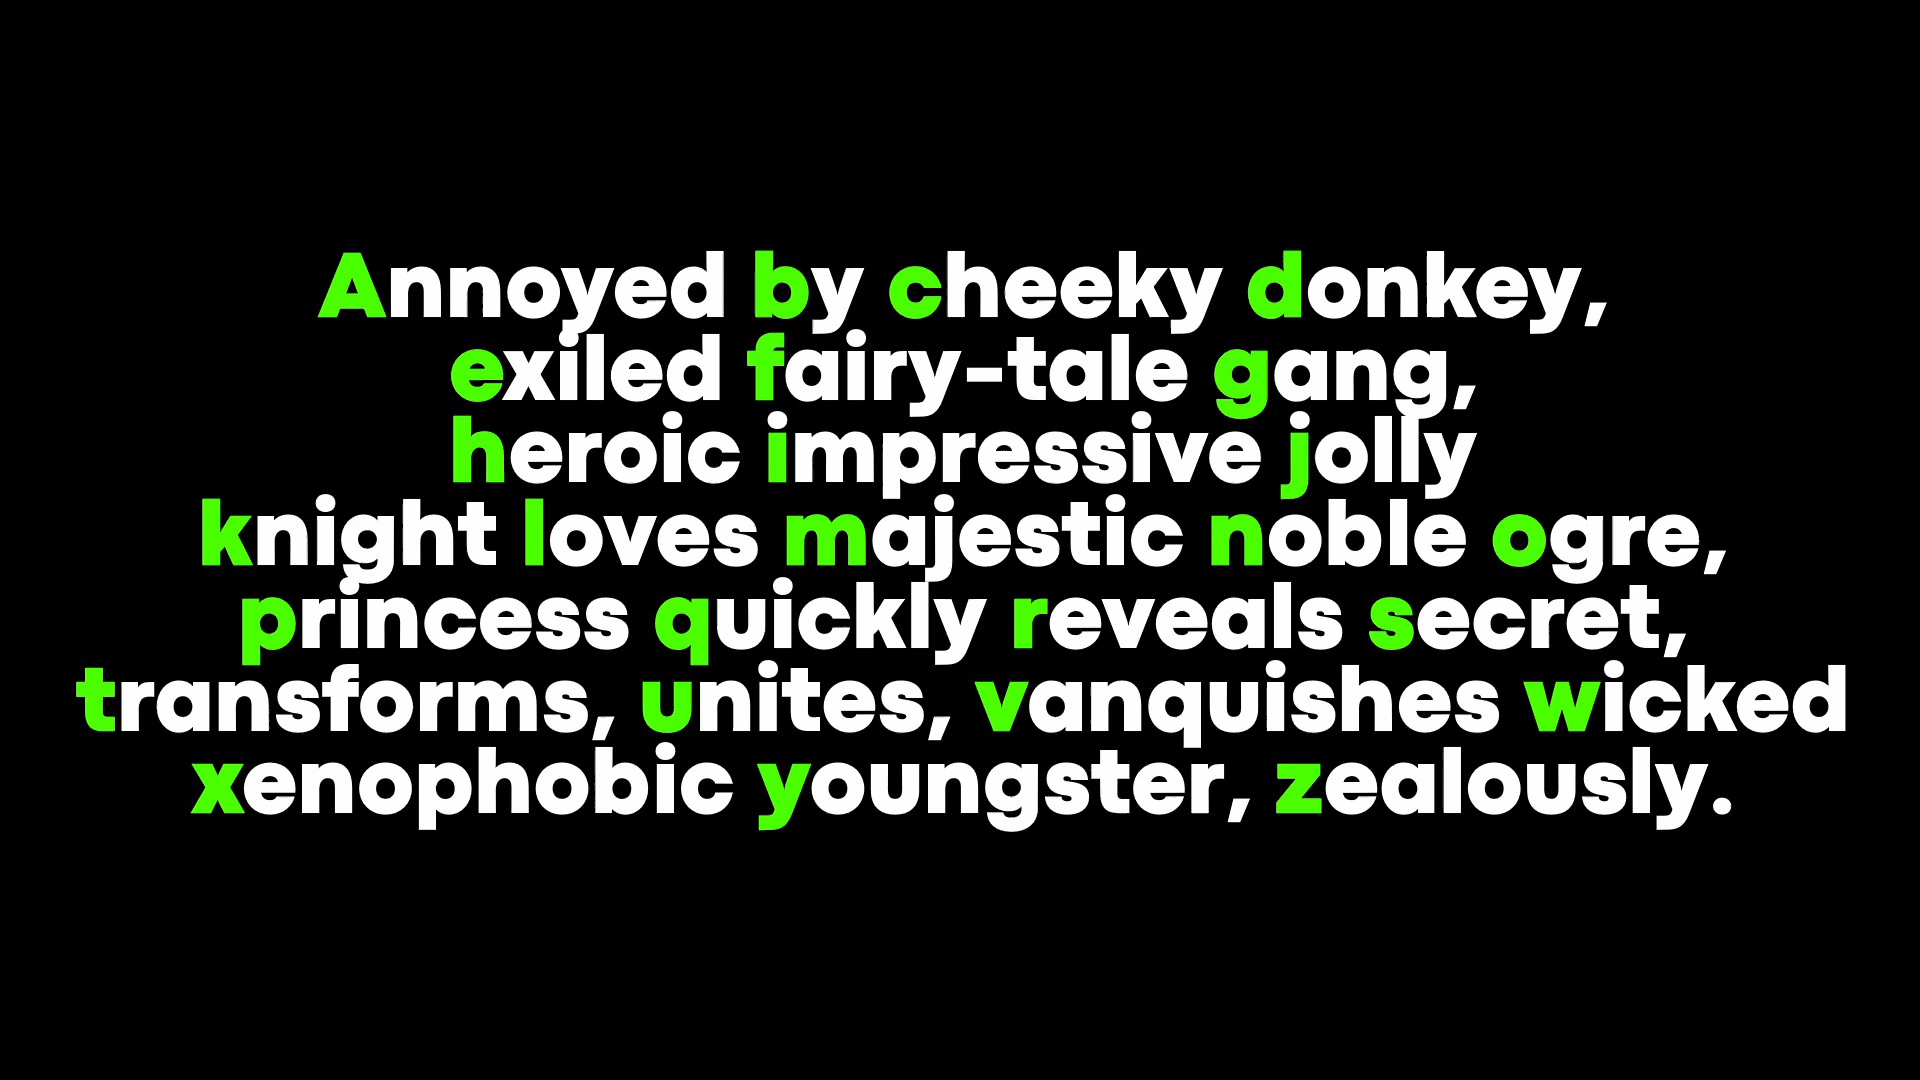 Annoyed by cheeky donkey,
exiled fairy-tale gang,
heroic impressive jolly
knight loves majestic noble ogre,
princess quickly reveals secret,
transforms, unites, vanquishes wicked
xenophobic youngster, zealously.